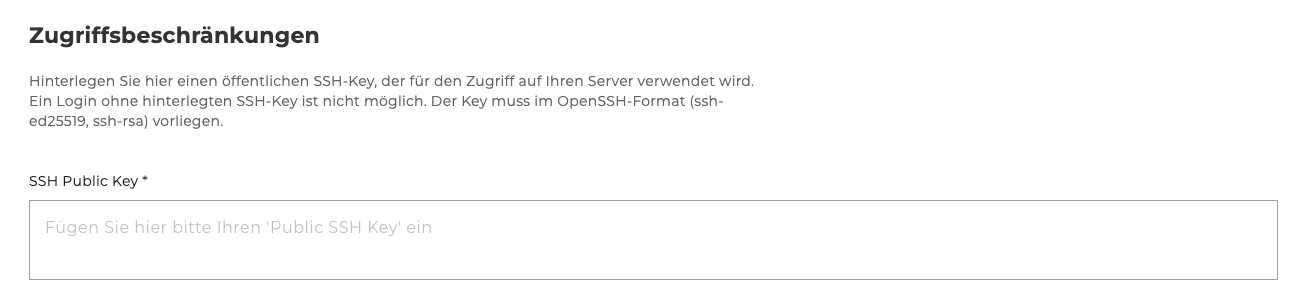 Zugriffsbeschränkungen
Hinterlegen Sie hier einen öffentlichen SSH-Key, der für den Zugriff auf Ihren Server verwendet wird.
Ein Login ohne hinterlegten SSH-Key ist nicht möglich. Der Key muss im OpenSSH-Format (ssh-
ed25519, ssh-rsa) vorliegen.
SSH Public Key *
Fügen Sie hier bitte Ihren 'Public SSH Key' ein